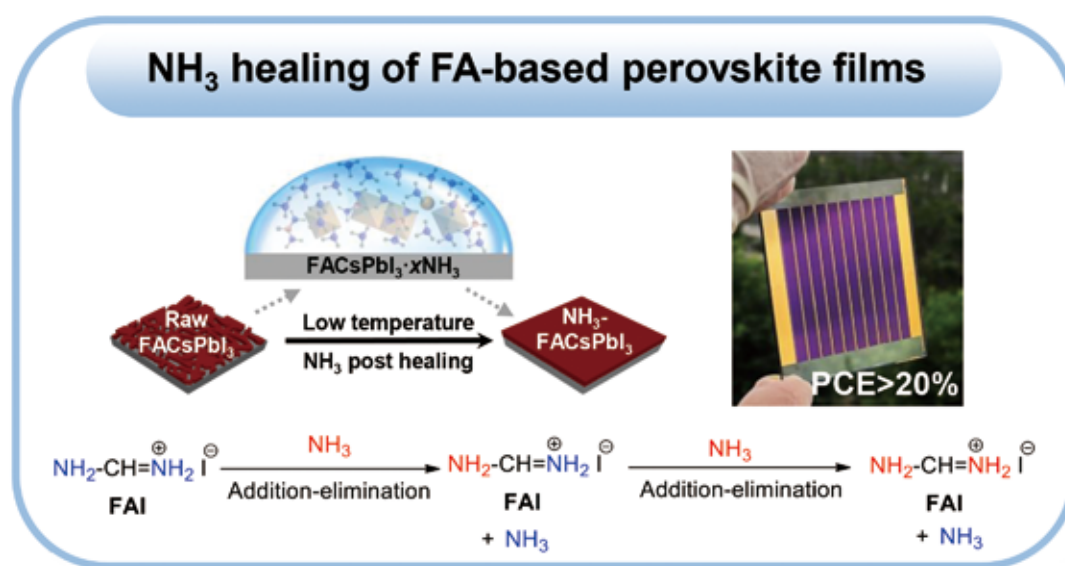 NH₃ healing of FA-based perovskite films
FACsPbI₃·xNH₃
Raw
FACsPbI₃
Low temperature
NH₃ post healing
NH₃-
FACsPbI₃
PCE>20%
NH₂-CH=NH₂ I
⊕ ⊖
FAI
NH₃
Addition-elimination
NH₂-CH=NH₂ I
⊕ ⊖
FAI
+ NH₃
NH₃
Addition-elimination
NH₂-CH=NH₂ I
⊕ ⊖
FAI
+ NH₃